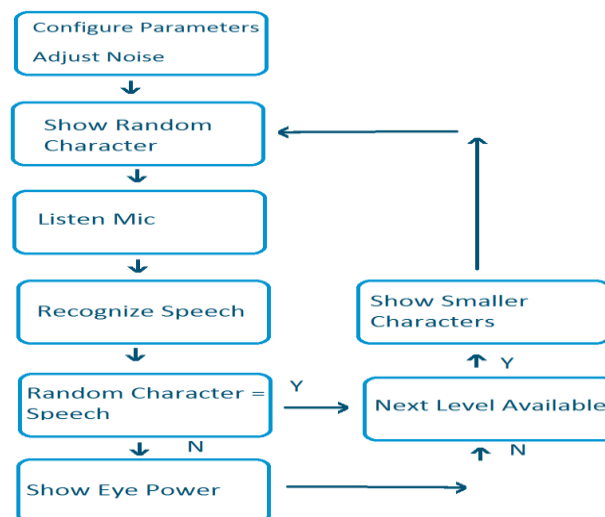 Configure Parameters
Adjust Noise
Show Random
Character
Listen Mic
Recognize Speech
Show Smaller
Characters
Y
Random Character =
Speech
Y
Next Level Available
N
N
Show Eye Power